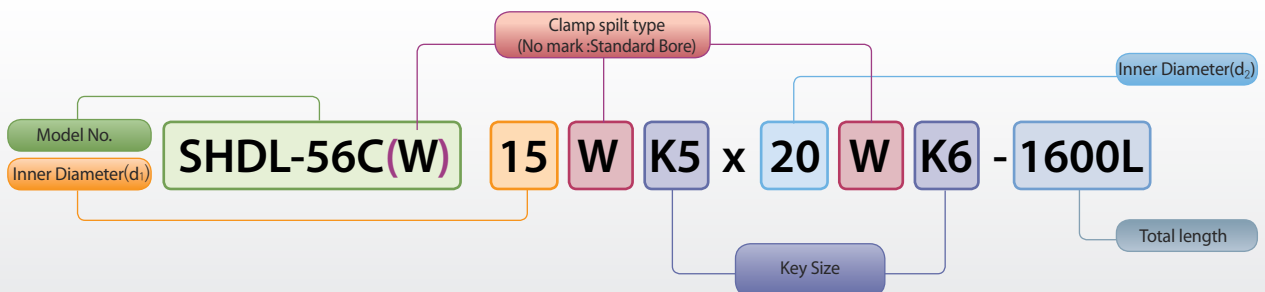 Clamp spilt type
(No mark :Standard Bore)
Inner Diameter(d₂)
Model No.
Inner Diameter(d₁)
SHDL-56C(W) 15 W K5 x 20 W K6 - 1600L
Total length
Key Size